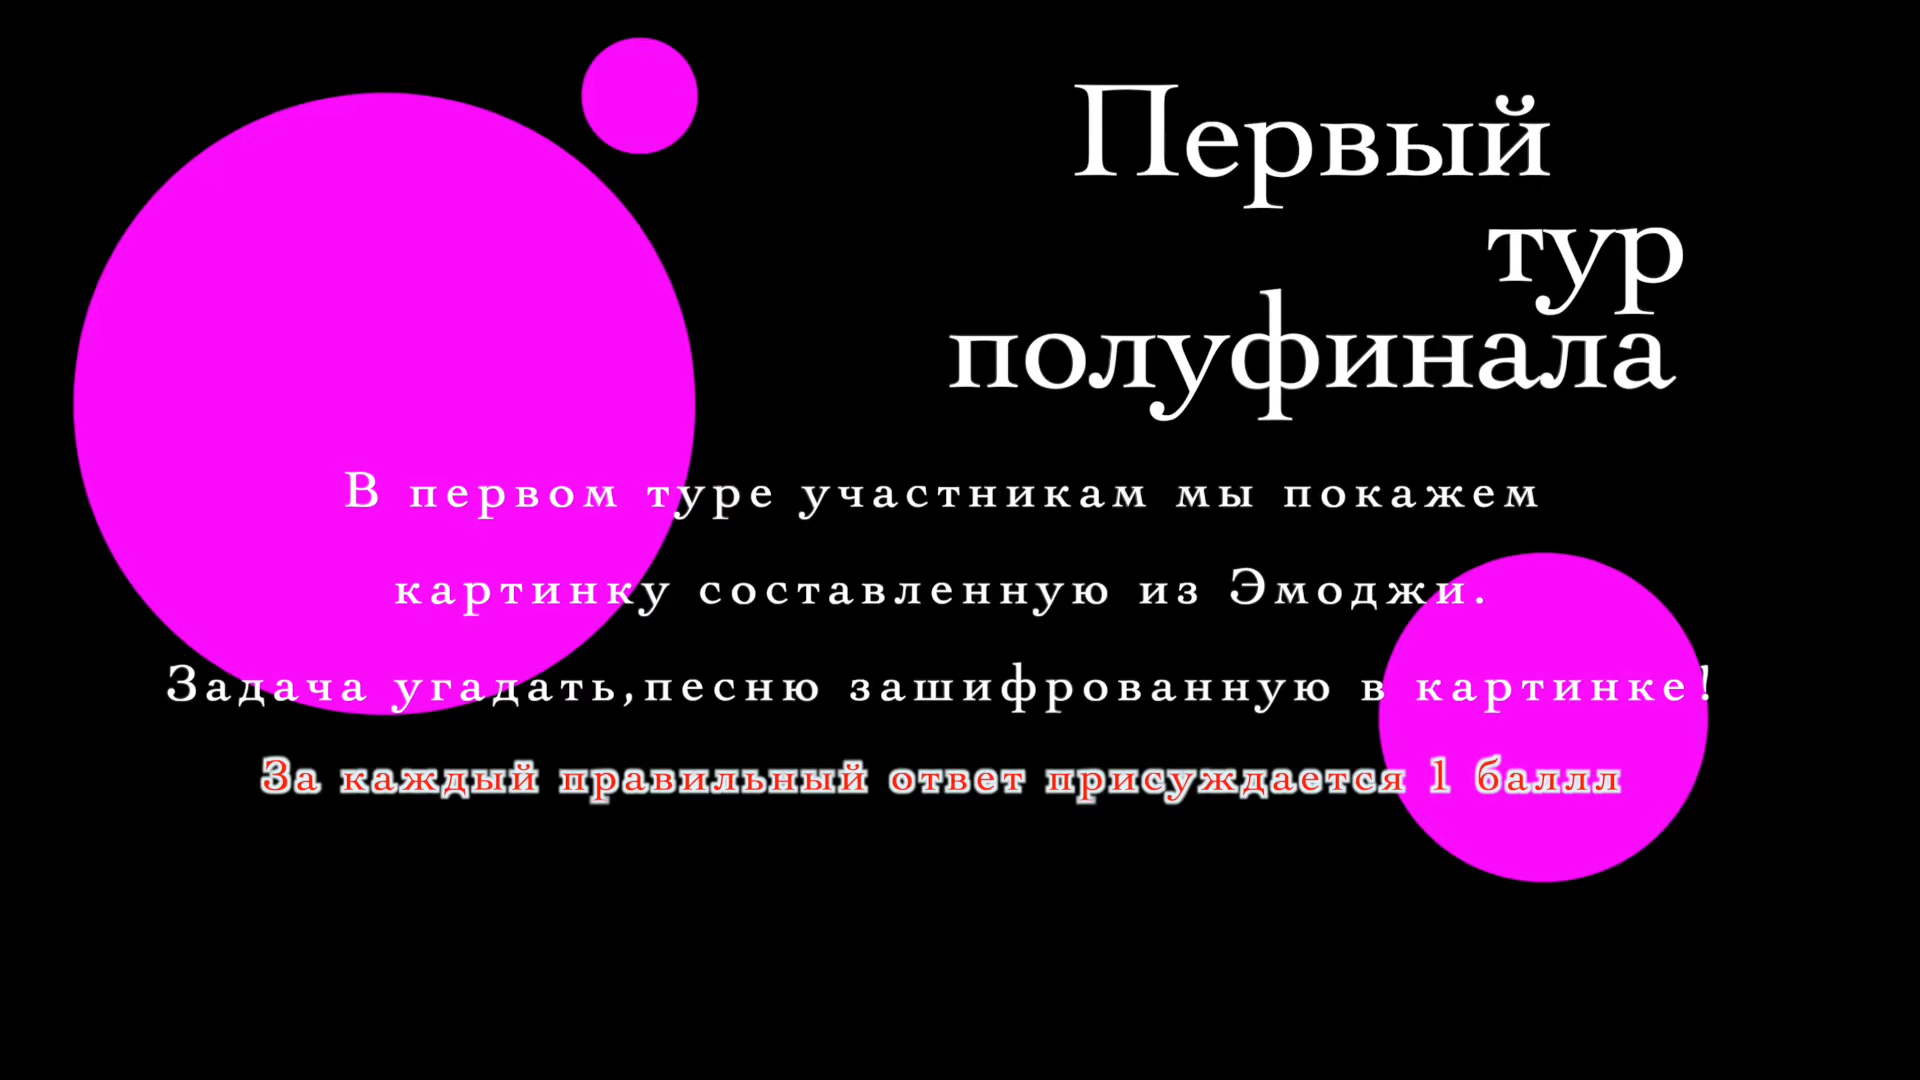 Первый
тур
полуфинала
В первом туре участникам мы покажем
картинку составленную из Эмоджи.
Задача угадать,песню зашифрованную в картинке!
За каждый правильный ответ присуждается 1 баллл